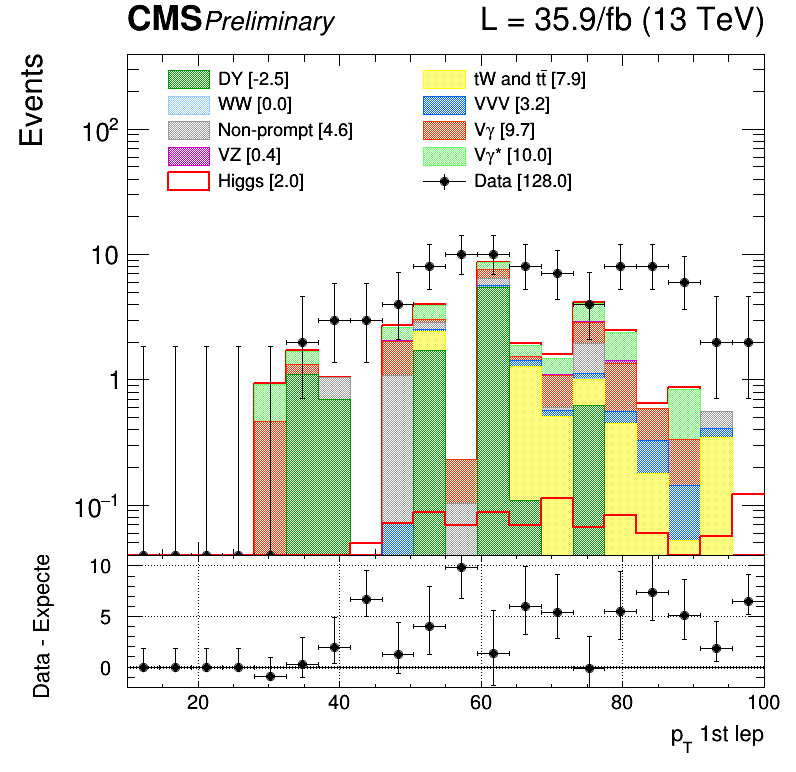 CMS Preliminary L = 35.9/fb (13 TeV)
Events
DY [-2.5]
WW [0.0]
Non-prompt [4.6]
VZ [0.4]
Higgs [2.0]
tW and tt̄ [7.9]
VVV [3.2]
Vγ [9.7]
Vγ* [10.0]
Data [128.0]
10²
10
1
10⁻¹
Data - Expecte
10
5
0
20 40 60 80 100
p_T 1st lep